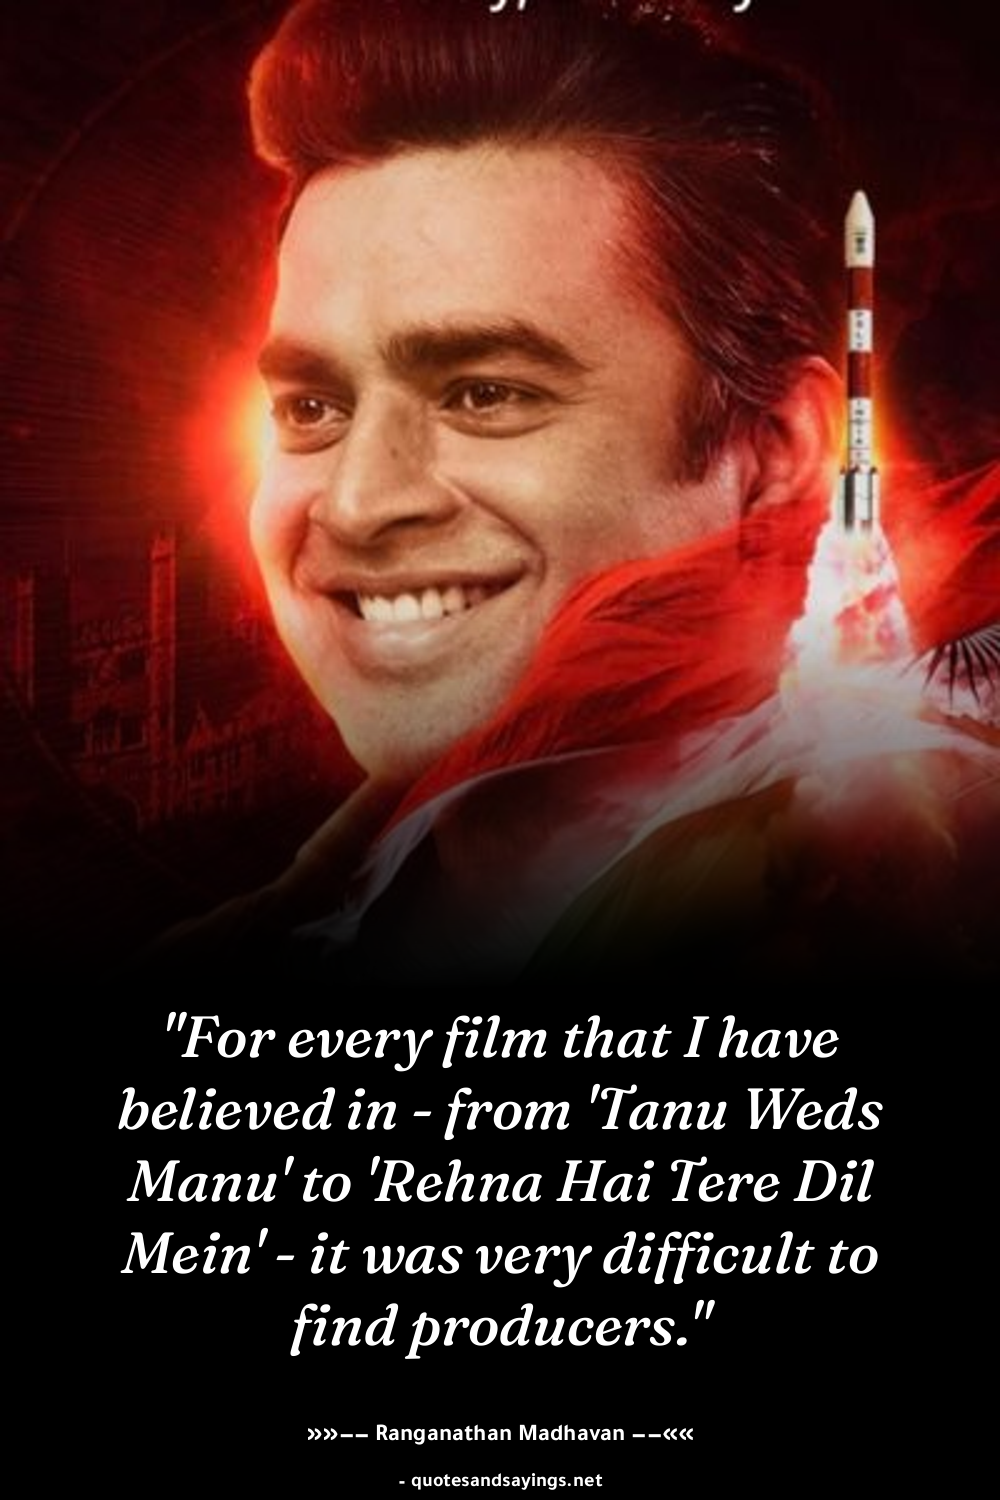 "For every film that I have
believed in - from 'Tanu Weds
Manu' to 'Rehna Hai Tere Dil
Mein' - it was very difficult to
find producers."
»»–– Ranganathan Madhavan ––««
- quotesandsayings.net